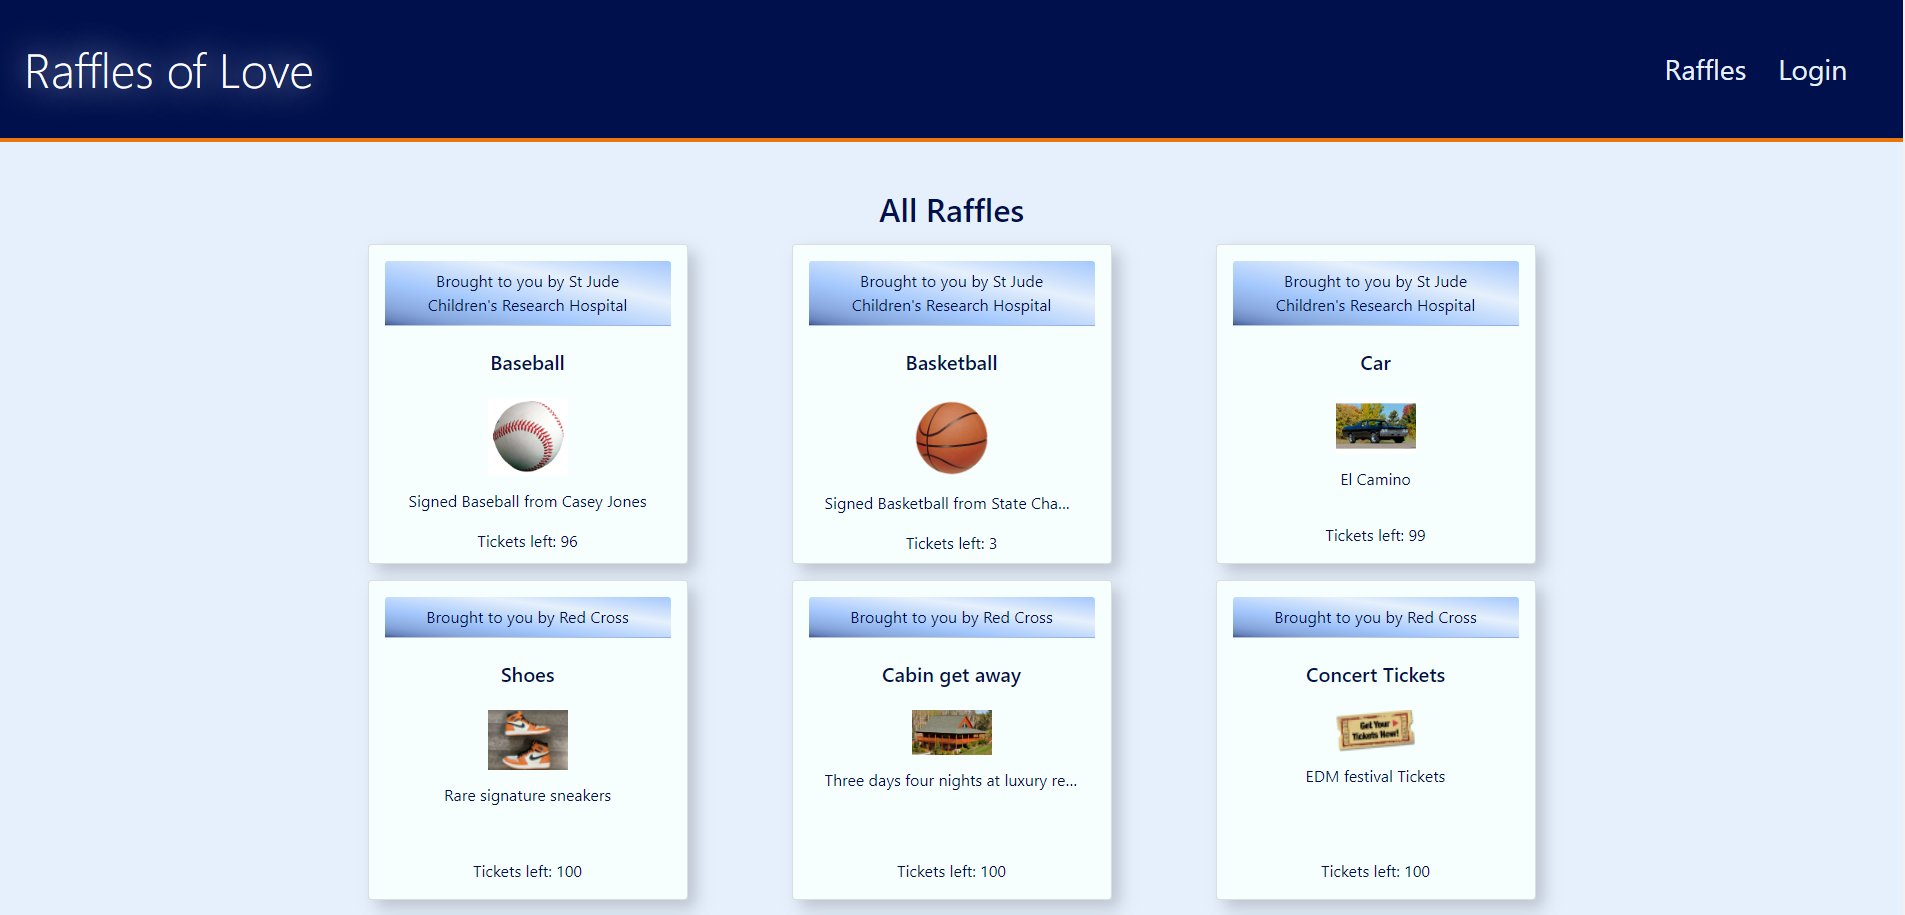 Raffles of Love
Raffles
Login
All Raffles
Brought to you by St Jude
Children's Research Hospital
Baseball
Signed Baseball from Casey Jones
Tickets left: 96
Brought to you by St Jude
Children's Research Hospital
Basketball
Signed Basketball from State Cha...
Tickets left: 3
Brought to you by St Jude
Children's Research Hospital
Car
El Camino
Tickets left: 99
Brought to you by Red Cross
Shoes
Rare signature sneakers
Tickets left: 100
Brought to you by Red Cross
Cabin get away
Three days four nights at luxury re...
Tickets left: 100
Brought to you by Red Cross
Concert Tickets
Get Your
Tickets Now!
EDM festival Tickets
Tickets left: 100